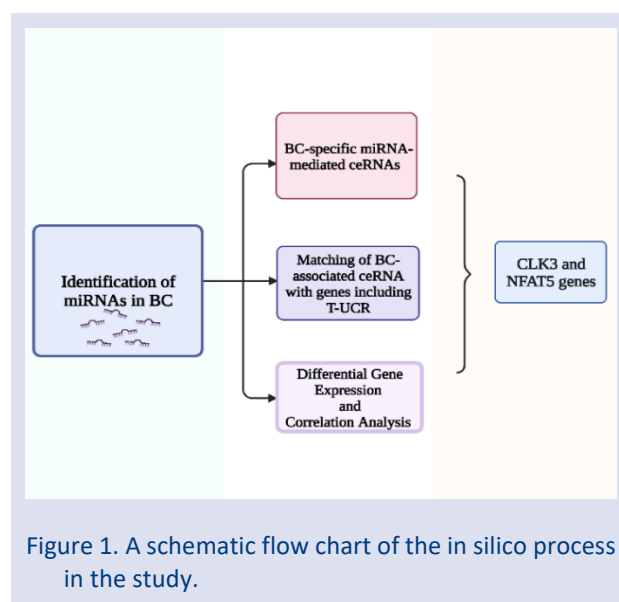 Identification of
miRNAs in BC
BC-specific miRNA-
mediated ceRNAs
Matching of BC-
associated ceRNA
with genes including
T-UCR
Differential Gene
Expression
and
Correlation Analysis
CLK3 and
NFAT5 genes
Figure 1. A schematic flow chart of the in silico process
in the study.